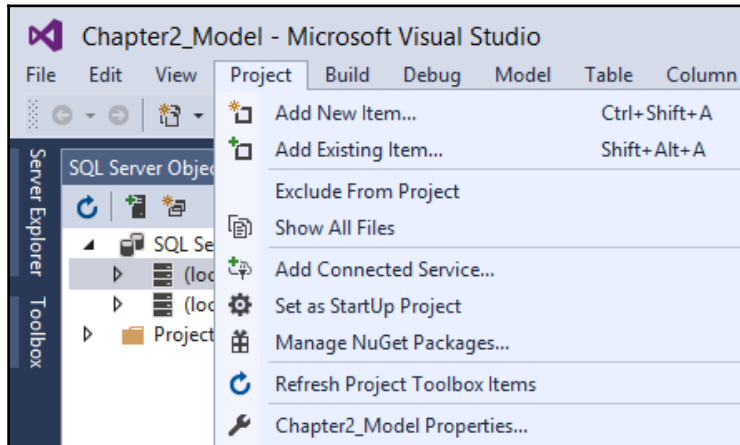 Chapter2_Model - Microsoft Visual Studio
File Edit View Project Build Debug Model Table Column
Add New Item... Ctrl+Shift+A
Add Existing Item... Shift+Alt+A
Exclude From Project
Show All Files
Add Connected Service...
Set as StartUp Project
Manage NuGet Packages...
Refresh Project Toolbox Items
Chapter2_Model Properties...
Server Explorer
Toolbox
SQL Server Objec
SQL Se
(loc
(loc
Project